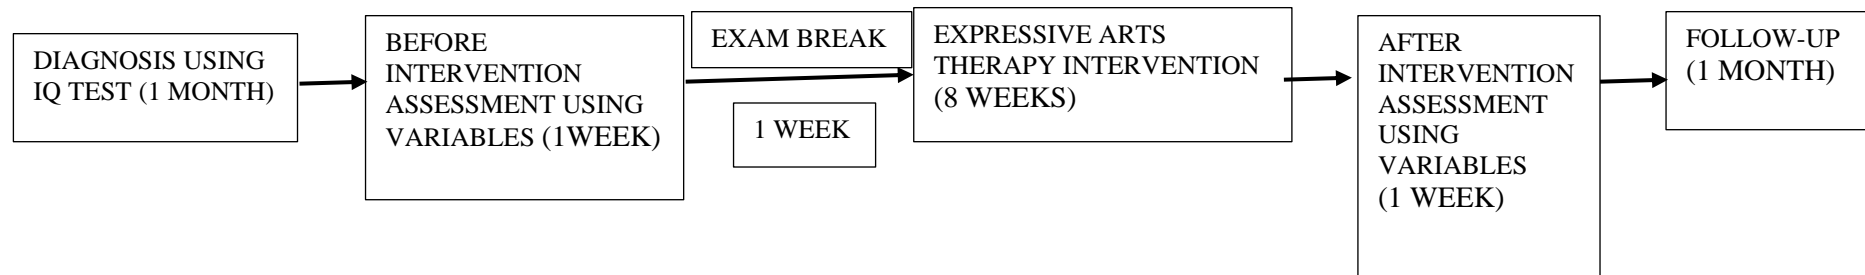 DIAGNOSIS USING
IQ TEST (1 MONTH)
BEFORE
INTERVENTION
ASSESSMENT USING
VARIABLES (1WEEK)
EXAM BREAK
1 WEEK
EXPRESSIVE ARTS
THERAPY INTERVENTION
(8 WEEKS)
AFTER
INTERVENTION
ASSESSMENT
USING
VARIABLES
(1 WEEK)
FOLLOW-UP
(1 MONTH)